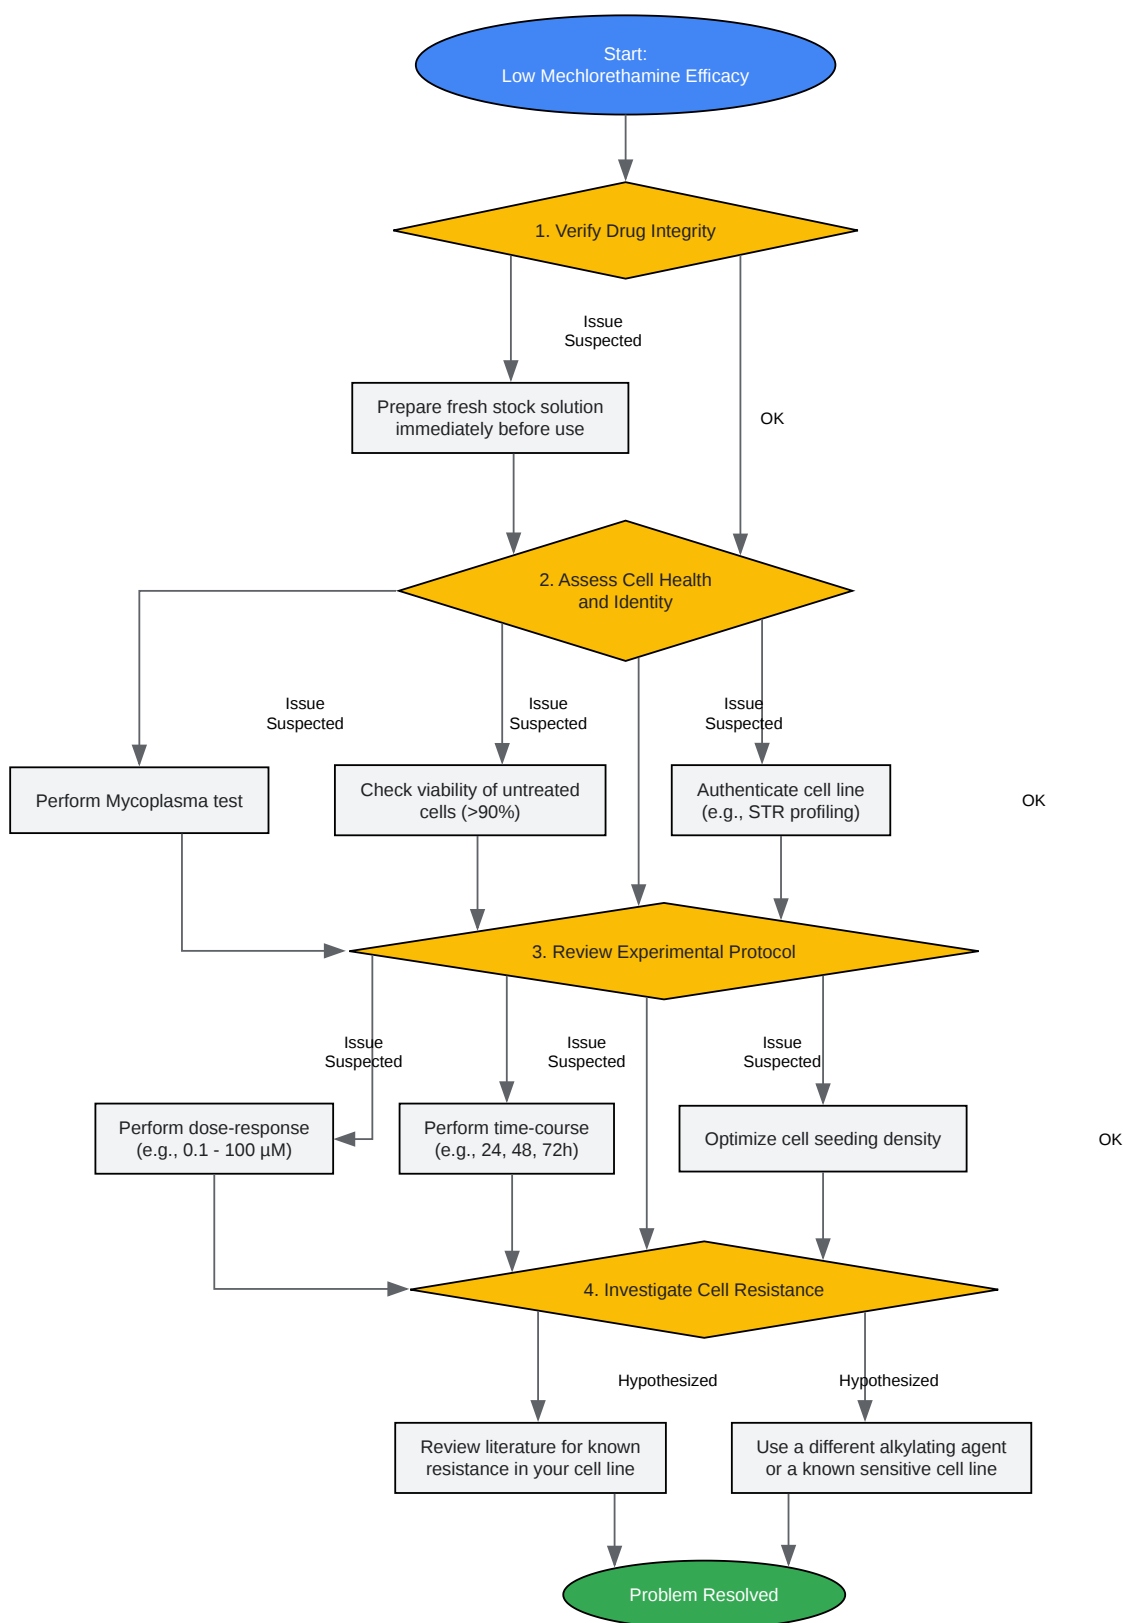 Start:
Low Mechlorethamine Efficacy
1. Verify Drug Integrity
Issue
Suspected
Prepare fresh stock solution
immediately before use
OK
2. Assess Cell Health
and Identity
Issue
Suspected
Issue
Suspected
Issue
Suspected
Perform Mycoplasma test
Check viability of untreated
cells (>90%)
Authenticate cell line
(e.g., STR profiling)
OK
3. Review Experimental Protocol
Issue
Suspected
Issue
Suspected
Issue
Suspected
Perform dose-response
(e.g., 0.1 - 100 µM)
Perform time-course
(e.g., 24, 48, 72h)
Optimize cell seeding density
OK
4. Investigate Cell Resistance
Hypothesized
Hypothesized
Review literature for known
resistance in your cell line
Use a different alkylating agent
or a known sensitive cell line
Problem Resolved